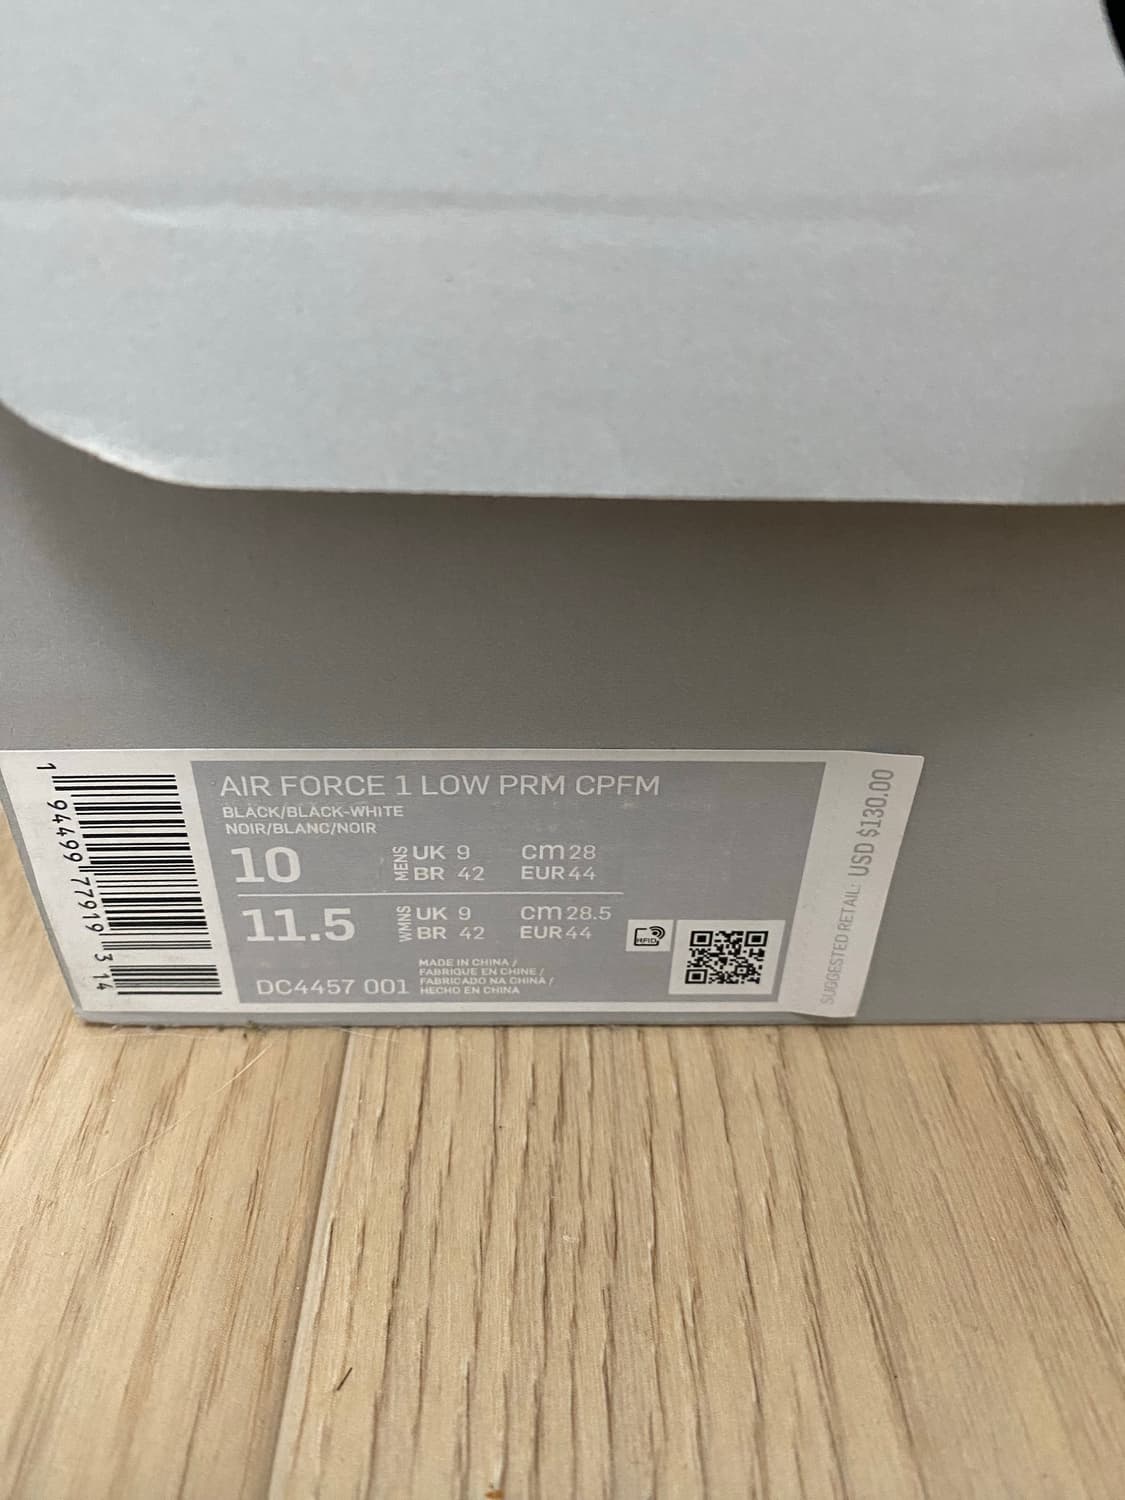 AIR FORCE 1 LOW PRM CPFM
BLACK/BLACK-WHITE
NOIR/BLANC/NOIR
10 MENS UK 9 cm 28
BR 42 EUR 44
11.5 WMNS UK 9 cm 28.5
BR 42 EUR 44
RFID
MADE IN CHINA /
FABRIQUE EN CHINE /
FABRICADO NA CHINA /
HECHO EN CHINA
DC4457 001
1 94499 77919 3 14
SUGGESTED RETAIL: USD $130.00